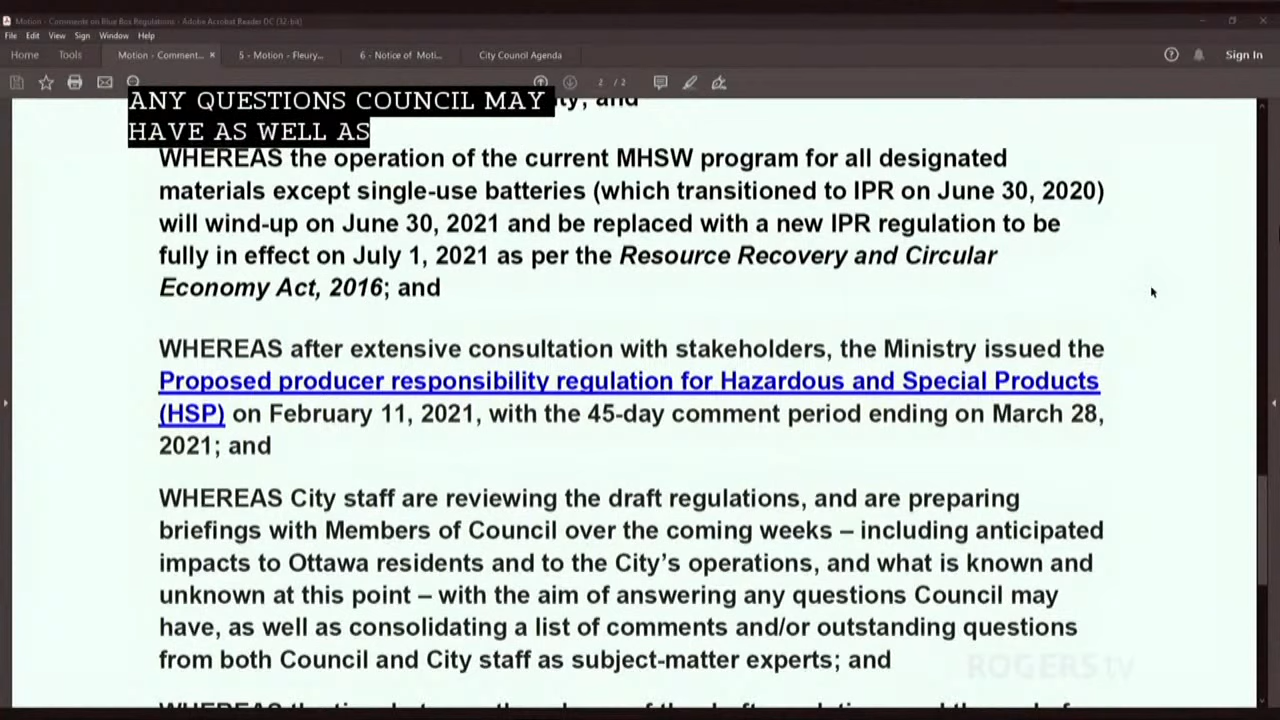 Motion - Comments on Blue Box Regulations - Adobe Acrobat Reader DC (32-bit)
File Edit View Sign Window Help
Home Tools Motion - Comment... × 5 - Motion - Fleury... 6 - Notice of Moti... City Council Agenda Sign In
2 / 2
ANY QUESTIONS COUNCIL MAY
HAVE AS WELL AS
and
WHEREAS the operation of the current MHSW program for all designated
materials except single-use batteries (which transitioned to IPR on June 30, 2020)
will wind-up on June 30, 2021 and be replaced with a new IPR regulation to be
fully in effect on July 1, 2021 as per the Resource Recovery and Circular
Economy Act, 2016; and
WHEREAS after extensive consultation with stakeholders, the Ministry issued the
Proposed producer responsibility regulation for Hazardous and Special Products
(HSP) on February 11, 2021, with the 45-day comment period ending on March 28,
2021; and
WHEREAS City staff are reviewing the draft regulations, and are preparing
briefings with Members of Council over the coming weeks – including anticipated
impacts to Ottawa residents and to the City's operations, and what is known and
unknown at this point – with the aim of answering any questions Council may
have, as well as consolidating a list of comments and/or outstanding questions
from both Council and City staff as subject-matter experts; and
ROGERS tv
WHEREAS the